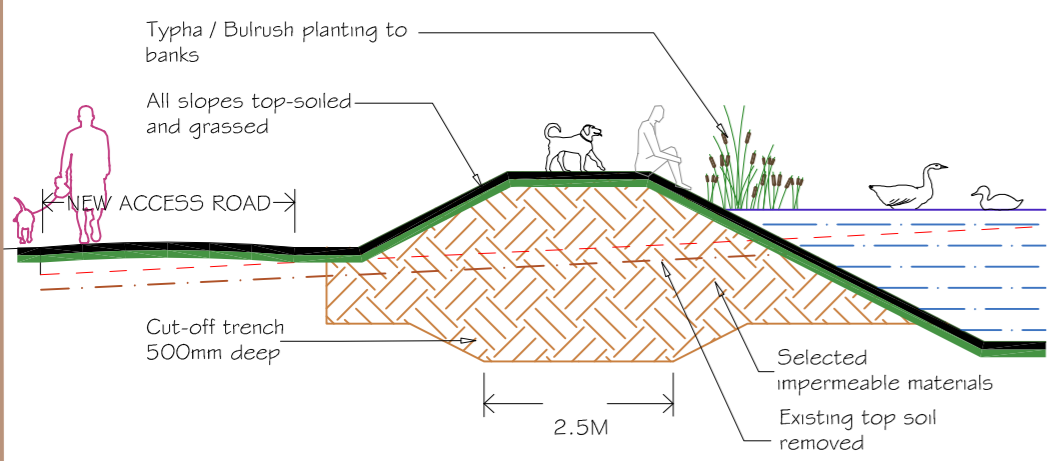 Typha / Bulrush planting to
banks
All slopes top-soiled
and grassed
NEW ACCESS ROAD
Cut-off trench
500mm deep
Selected
impermeable materials
2.5M
Existing top soil
removed